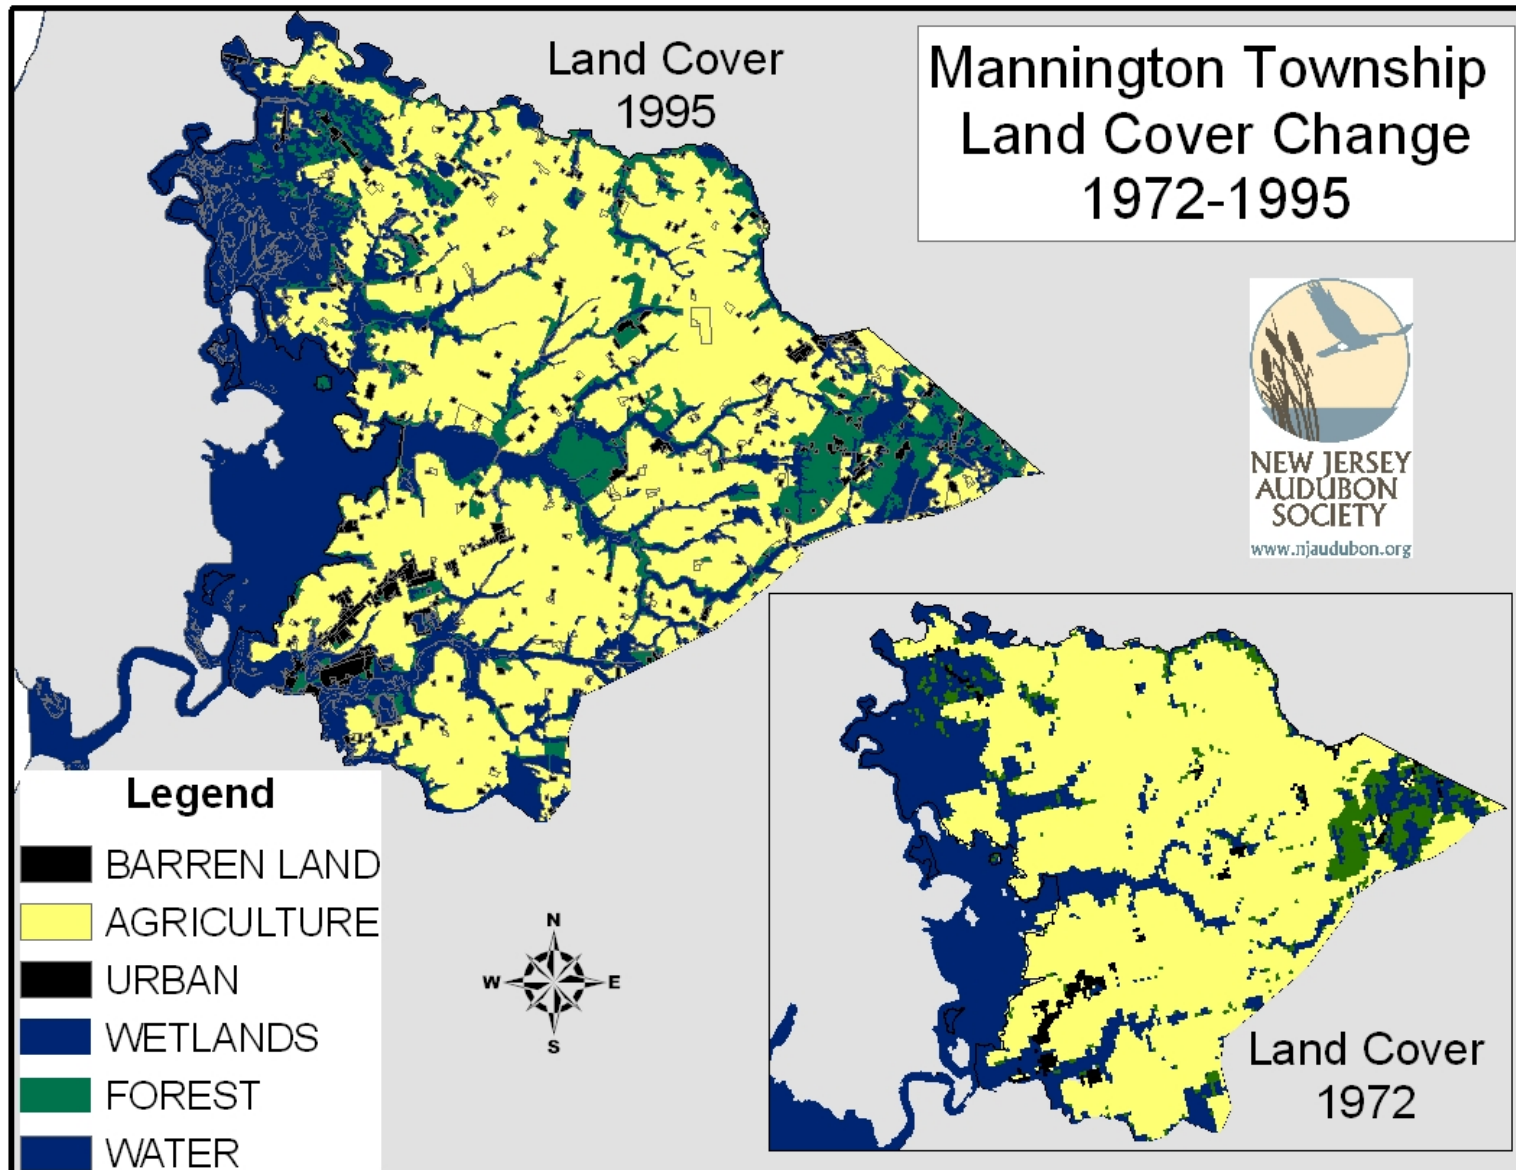 Land Cover
1995
Mannington Township
Land Cover Change
1972-1995
NEW JERSEY
AUDUBON
SOCIETY
www.njaudubon.org
Legend
BARREN LAND
AGRICULTURE
URBAN
WETLANDS
FOREST
WATER
N
W
E
S
Land Cover
1972